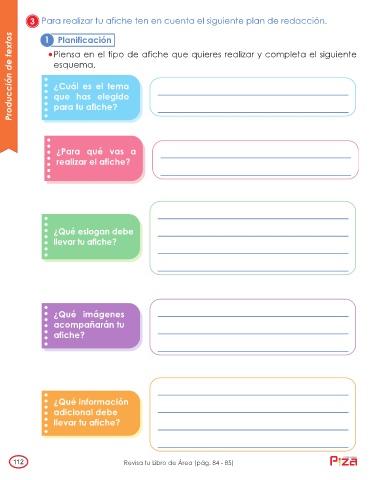 Producción de textos
3 Para realizar tu afiche ten en cuenta el siguiente plan de redacción.
1 Planificación
• Piensa en el tipo de afiche que quieres realizar y completa el siguiente
esquema.
¿Cuál es el tema
que has elegido
para tu afiche?
¿Para qué vas a
realizar el afiche?
¿Qué eslogan debe
llevar tu afiche?
¿Qué imágenes
acompañarán tu
afiche?
¿Qué información
adicional debe
llevar tu afiche?
112
Revisa tu Libro de Área (pág. 84 - 85)